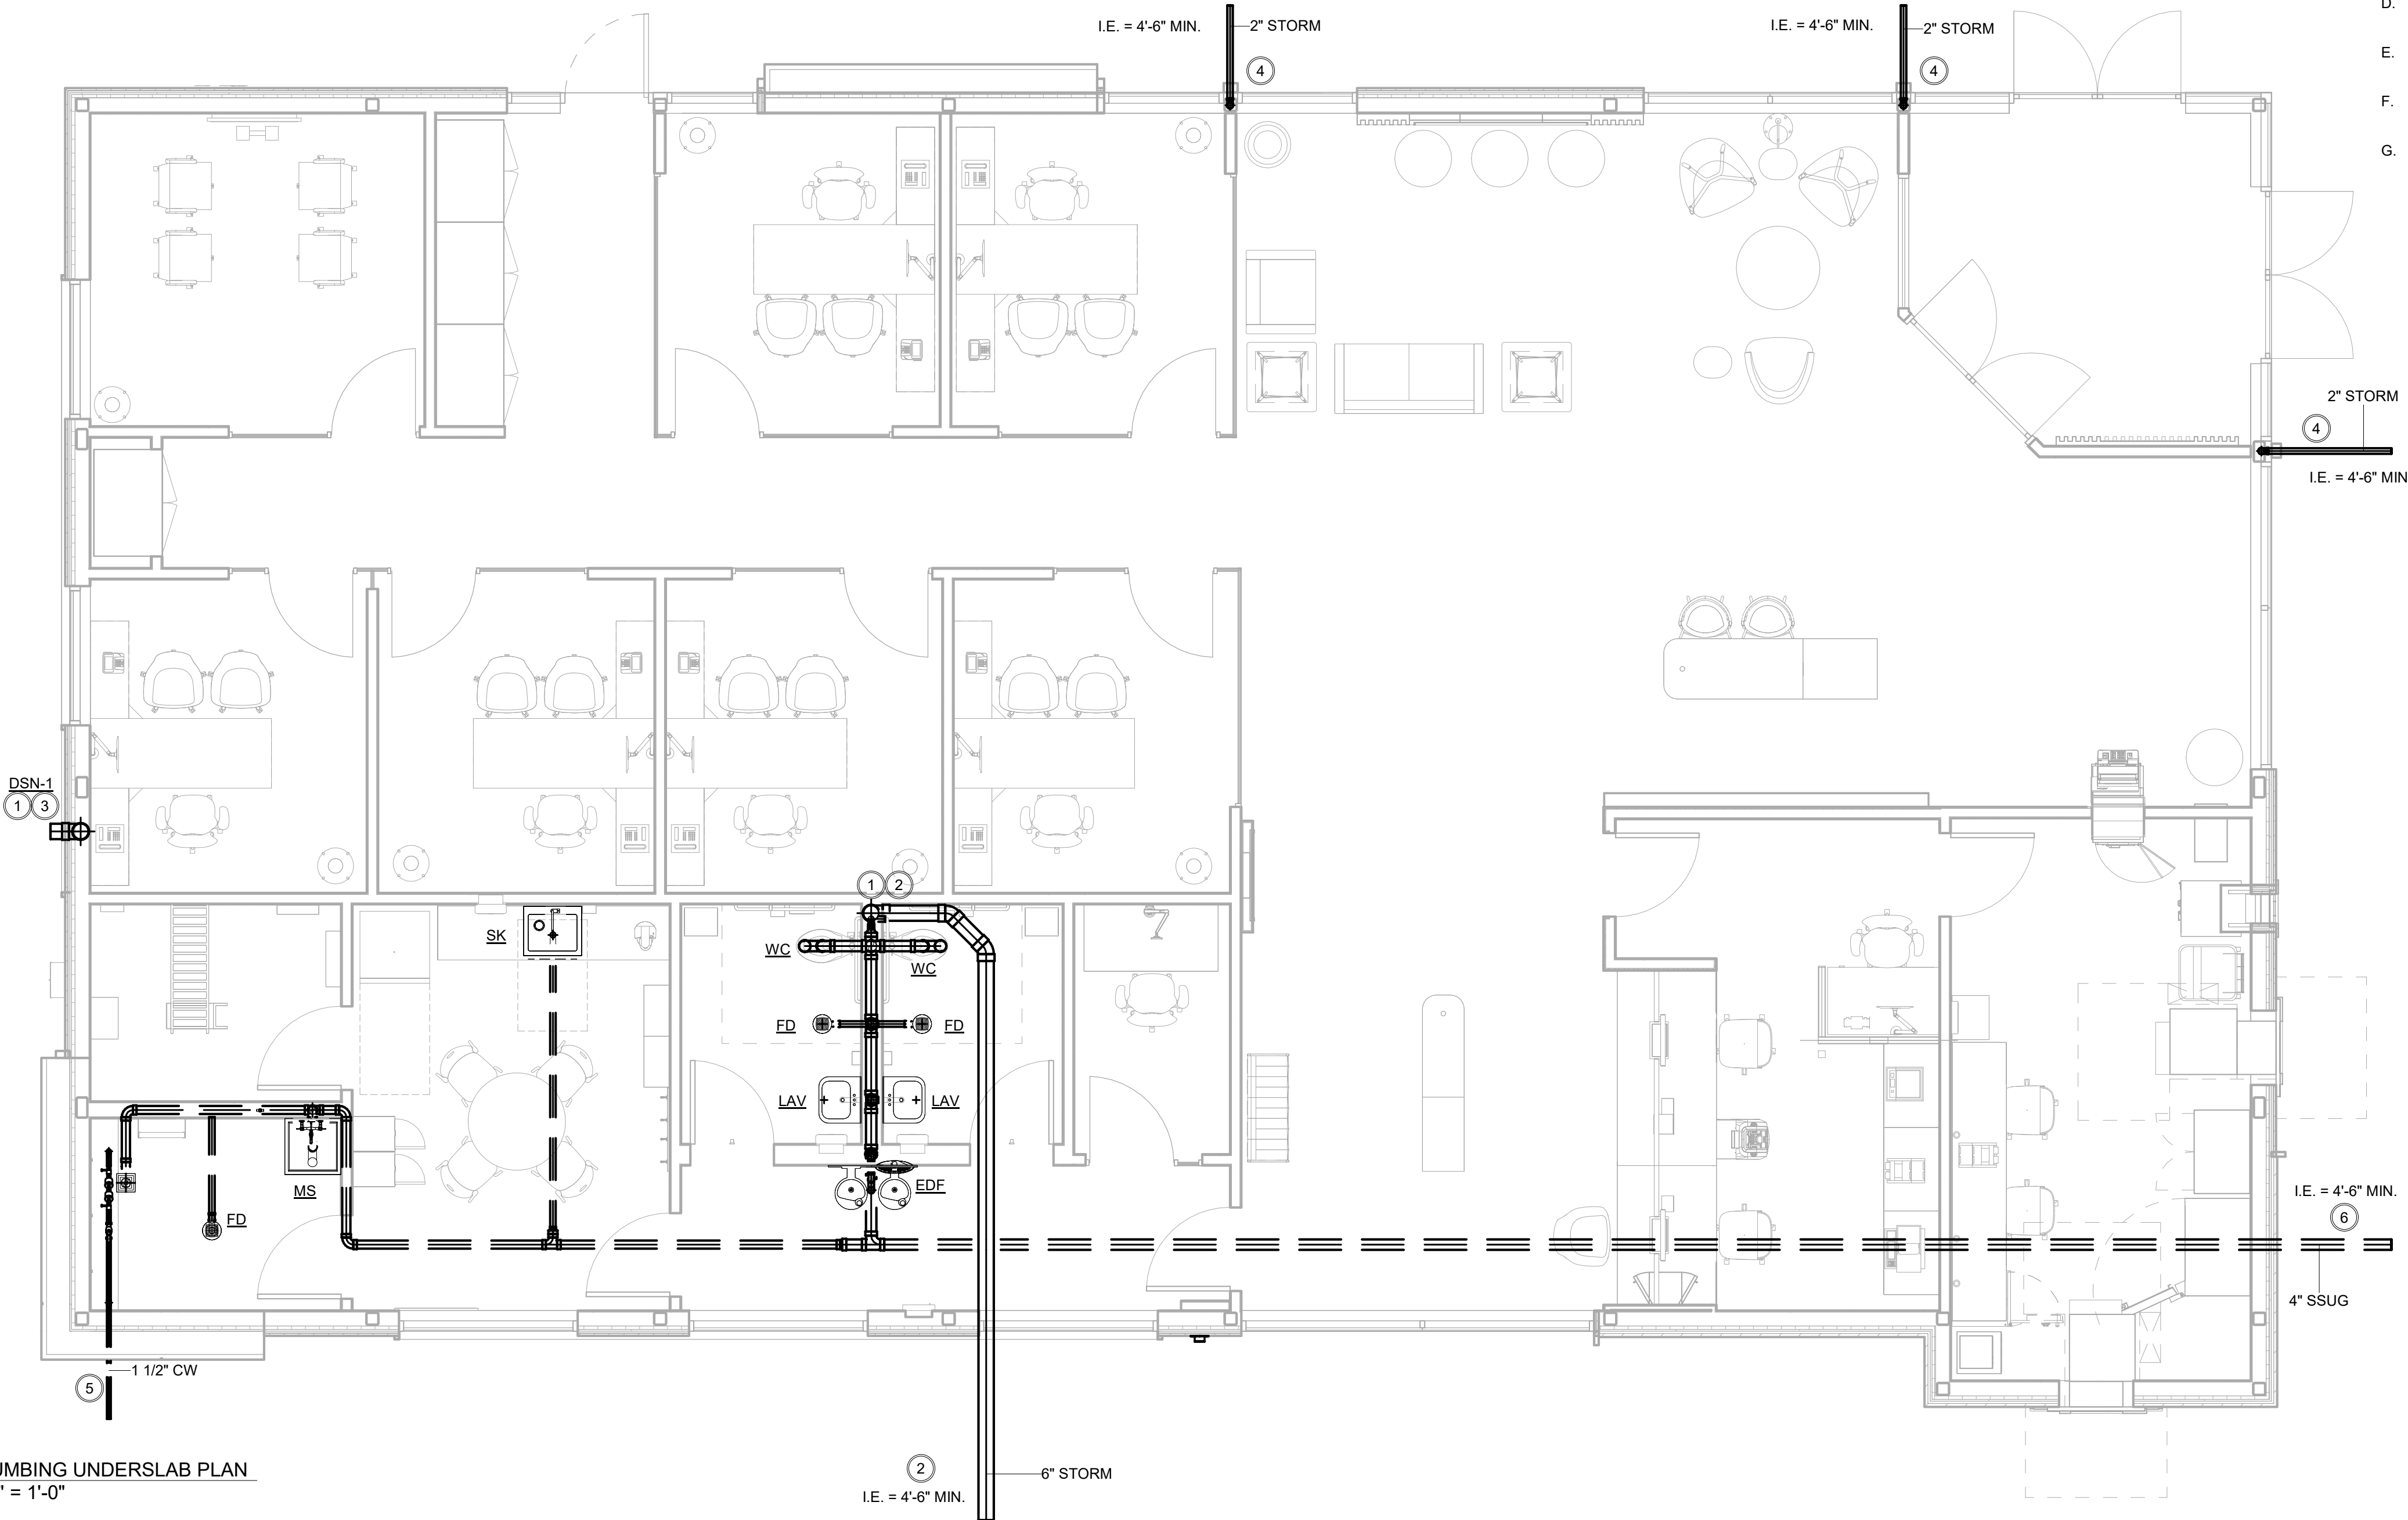 D.
I.E. = 4'-6" MIN.
2" STORM
I.E. = 4'-6" MIN.
2" STORM
E.
4
4
F.
G.
2" STORM
4
I.E. = 4'-6" MIN
DSN-1
1 3
1 2
SK
WC
WC
FD
FD
LAV
LAV
MS
EDF
FD
I.E. = 4'-6" MIN.
6
4" SSUG
1 1/2" CW
5
UMBING UNDERSLAB PLAN
" = 1'-0"
2
6" STORM
I.E. = 4'-6" MIN.